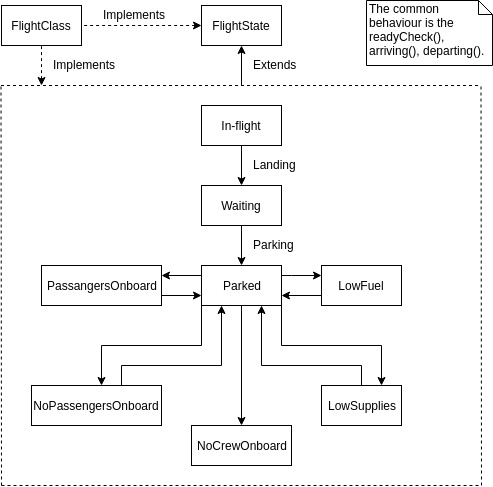 Implements
FlightClass
FlightState
The common
behaviour is the
readyCheck(),
arriving(), departing().
Implements
Extends
In-flight
Landing
Waiting
Parking
PassangersOnboard
Parked
LowFuel
NoPassengersOnboard
LowSupplies
NoCrewOnboard